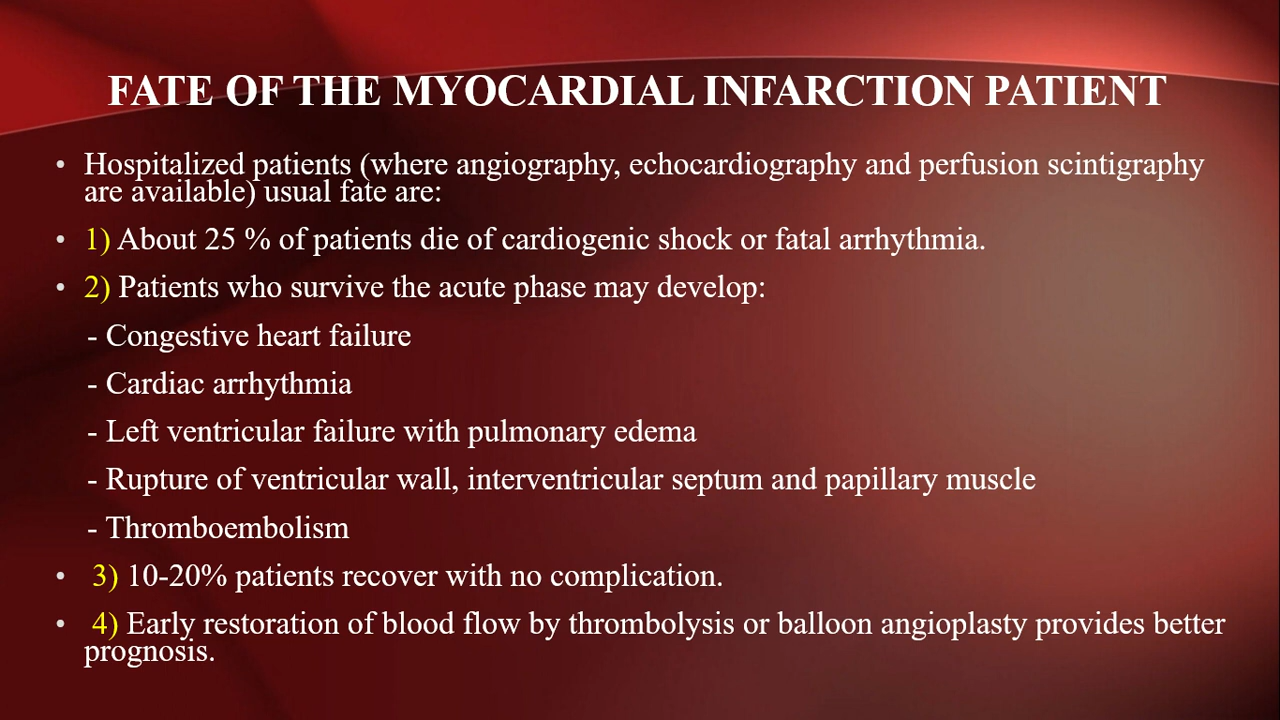 FATE OF THE MYOCARDIAL INFARCTION PATIENT
• Hospitalized patients (where angiography, echocardiography and perfusion scintigraphy
are available) usual fate are:
• 1) About 25 % of patients die of cardiogenic shock or fatal arrhythmia.
• 2) Patients who survive the acute phase may develop:
- Congestive heart failure
- Cardiac arrhythmia
- Left ventricular failure with pulmonary edema
- Rupture of ventricular wall, interventricular septum and papillary muscle
- Thromboembolism
• 3) 10-20% patients recover with no complication.
• 4) Early restoration of blood flow by thrombolysis or balloon angioplasty provides better
prognosis.